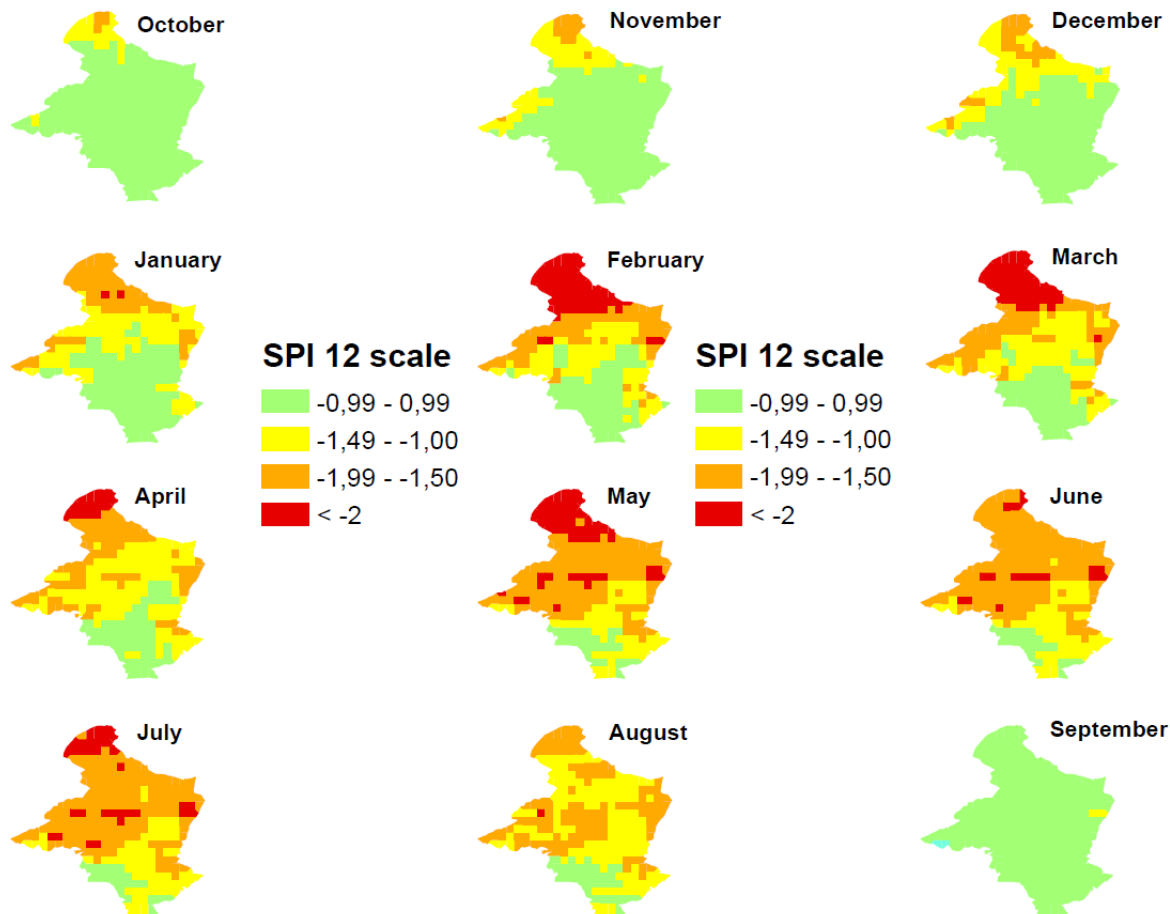 October
November
December
January
February
March
SPI 12 scale
-0,99 - 0,99
-1,49 - -1,00
-1,99 - -1,50
< -2
SPI 12 scale
-0,99 - 0,99
-1,49 - -1,00
-1,99 - -1,50
< -2
April
May
June
July
August
September